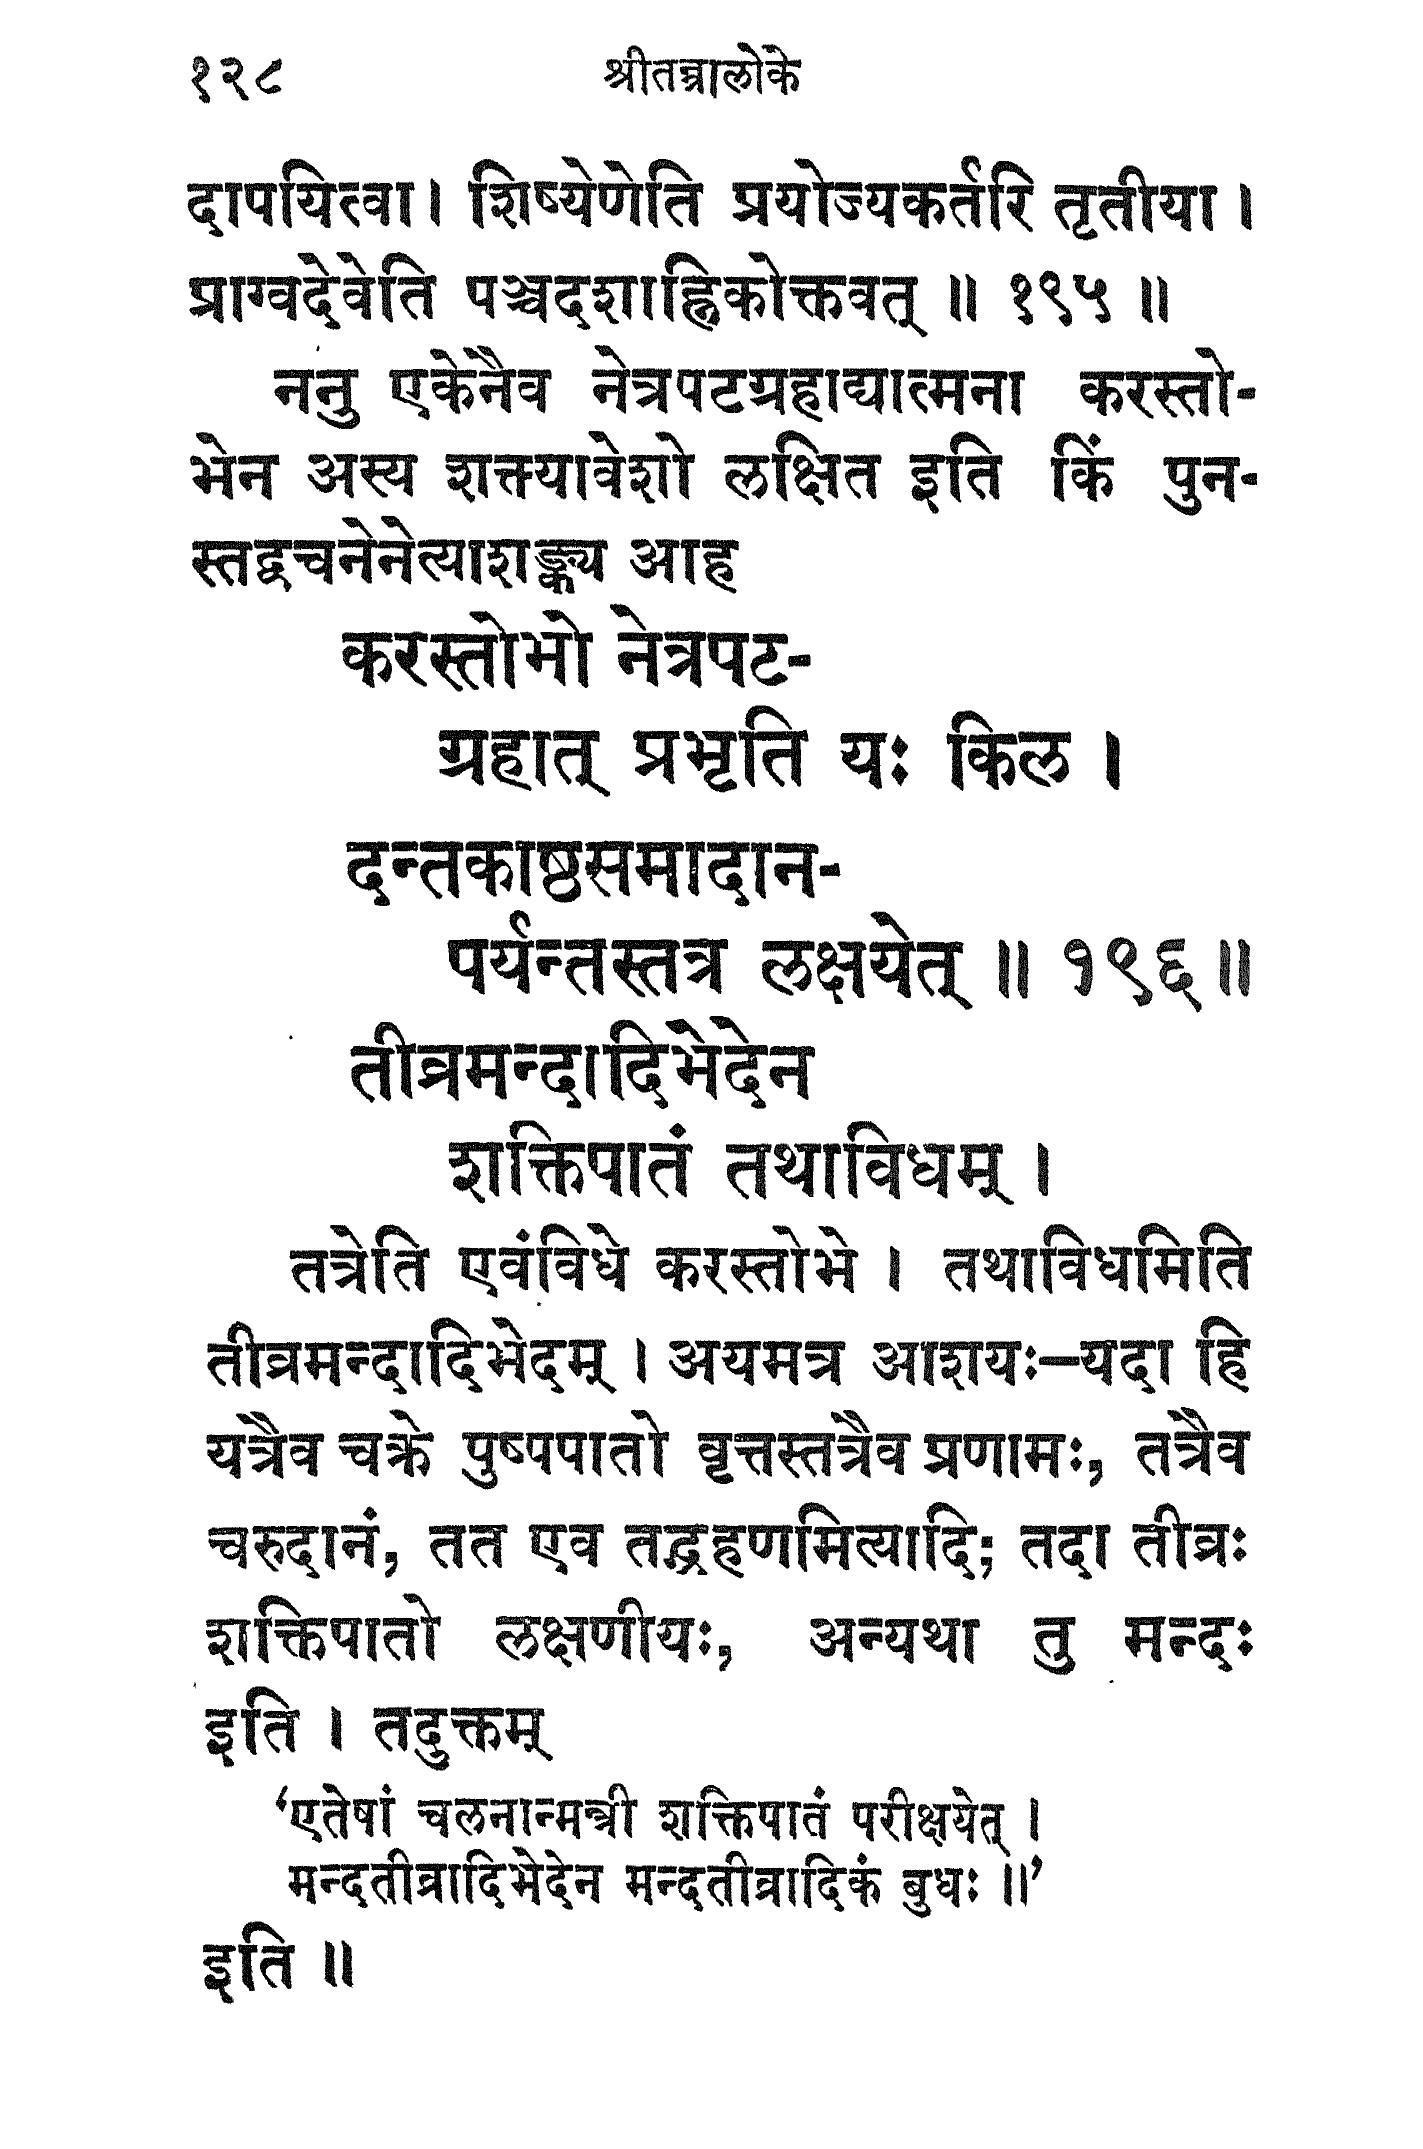 १२८ श्रीतन्त्रालोके
दापयित्वा। शिष्येणेति प्रयोज्यकर्तरि तृतीया।
प्राग्वदेवेति पञ्चदशाह्निकोक्तवत् ॥ १९५ ॥
ननु एकेनैव नेत्रपटग्रहाद्यात्मना करस्तो-
भेन अस्य शक्त्यावेशो लक्षित इति किं पुन-
स्तद्वचनेनेत्याशङ्क्य आह
करस्तोभो नेत्रपट-
ग्रहात् प्रभृति यः किल ।
दन्तकाष्ठसमादान-
पर्यन्तस्तत्र लक्षयेत् ॥ १९६ ॥
तीव्रमन्दादिभेदेन
शक्तिपातं तथाविधम् ।
तत्रेति एवंविधे करस्तोभे । तथाविधमिति
तीव्रमन्दादिभेदम् । अयमत्र आशयः—यदा हि
यत्रैव चक्रे पुष्पपातो वृत्तस्तत्रैव प्रणामः, तत्रैव
चरुदानं, तत एव तद्ग्रहणमित्यादि; तदा तीव्रः
शक्तिपातो लक्षणीयः, अन्यथा तु मन्दः
इति । तदुक्तम्
‘एतेषां चलनान्मन्त्री शक्तिपातं परीक्षयेत् ।
मन्दतीव्रादिभेदेन मन्दतीव्रादिकं बुधः ॥’
इति ॥